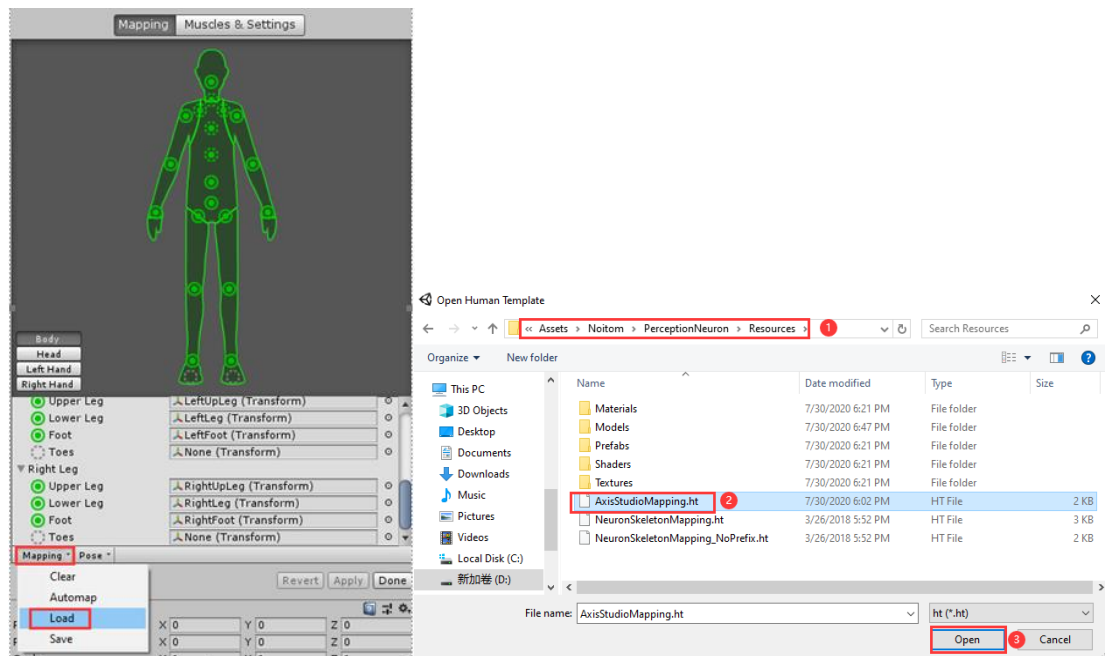 Mapping Muscles & Settings
Body
Head
Left Hand
Right Hand
Upper Leg LeftUpLeg (Transform)
Lower Leg LeftLeg (Transform)
Foot LeftFoot (Transform)
Toes None (Transform)
Right Leg
Upper Leg RightUpLeg (Transform)
Lower Leg RightLeg (Transform)
Foot RightFoot (Transform)
Toes None (Transform)
Mapping Pose
Clear
Automap
Load
Save
Revert Apply Done
X 0 Y 0 Z 0
X 0 Y 0 Z 0
Open Human Template
« Assets › Noitom › PerceptionNeuron › Resources › 1 Search Resources
Organize New folder
This PC
3D Objects
Desktop
Documents
Downloads
Music
Pictures
Videos
Local Disk (C:)
新加卷 (D:)
Name Date modified Type Size
Materials 7/30/2020 6:21 PM File folder
Models 7/30/2020 6:47 PM File folder
Prefabs 7/30/2020 6:21 PM File folder
Shaders 7/30/2020 6:21 PM File folder
Textures 7/30/2020 6:21 PM File folder
AxisStudioMapping.ht 2 7/30/2020 6:02 PM HT File 2 KB
NeuronSkeletonMapping.ht 3/26/2018 5:52 PM HT File 3 KB
NeuronSkeletonMapping_NoPrefix.ht 3/26/2018 5:52 PM HT File 2 KB
File name: AxisStudioMapping.ht ht (*.ht)
Open 3 Cancel